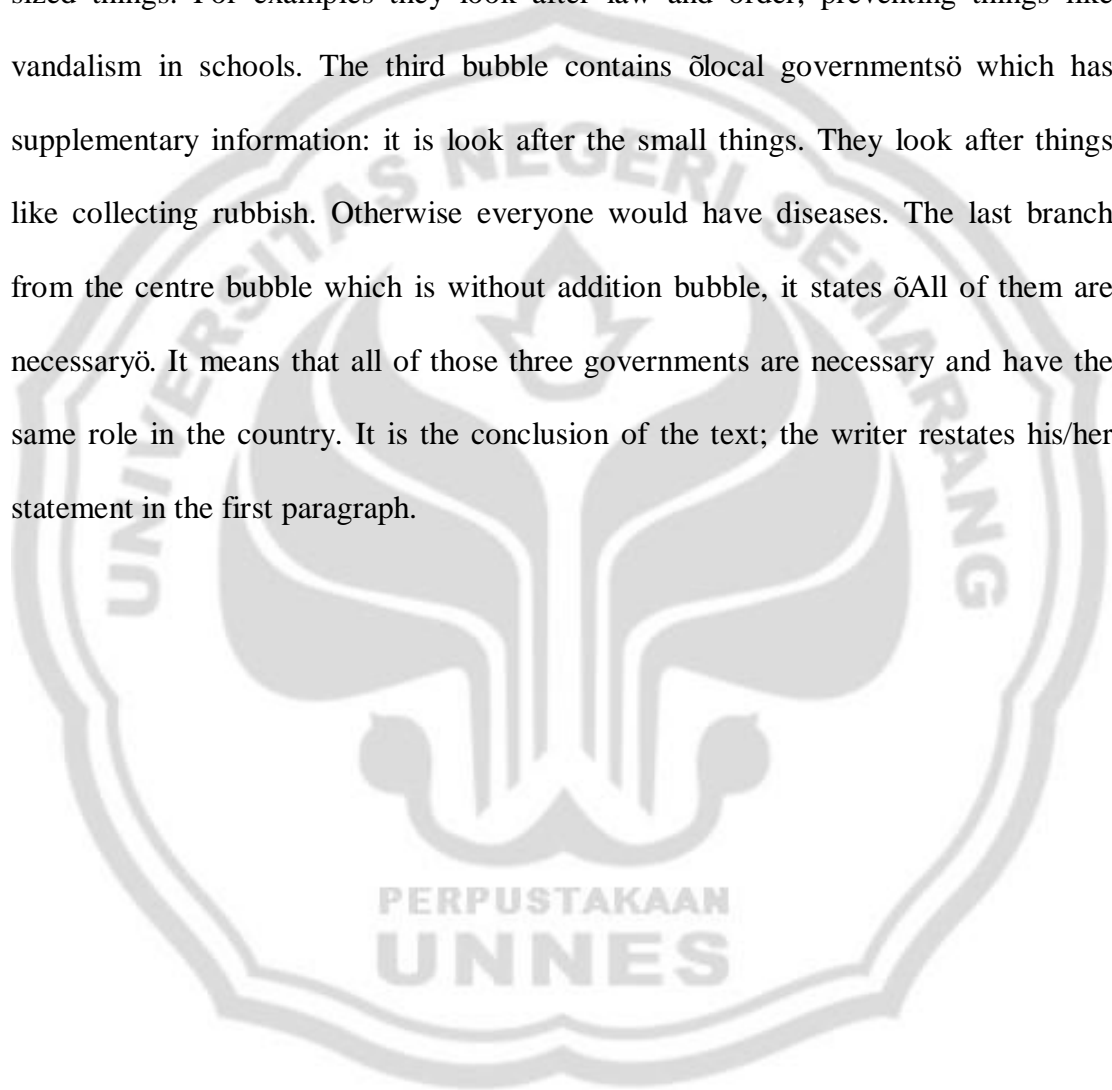 sized things. For examples they look after law and order, preventing things like
vandalism in schools. The third bubble contains õlocal governmentsö which has
supplementary information: it is look after the small things. They look after things
like collecting rubbish. Otherwise everyone would have diseases. The last branch
from the centre bubble which is without addition bubble, it states õAll of them are
necessaryö. It means that all of those three governments are necessary and have the
same role in the country. It is the conclusion of the text; the writer restates his/her
statement in the first paragraph.
UNIVERSITAS NEGERI SEMARANG
PERPUSTAKAAN
UNNES